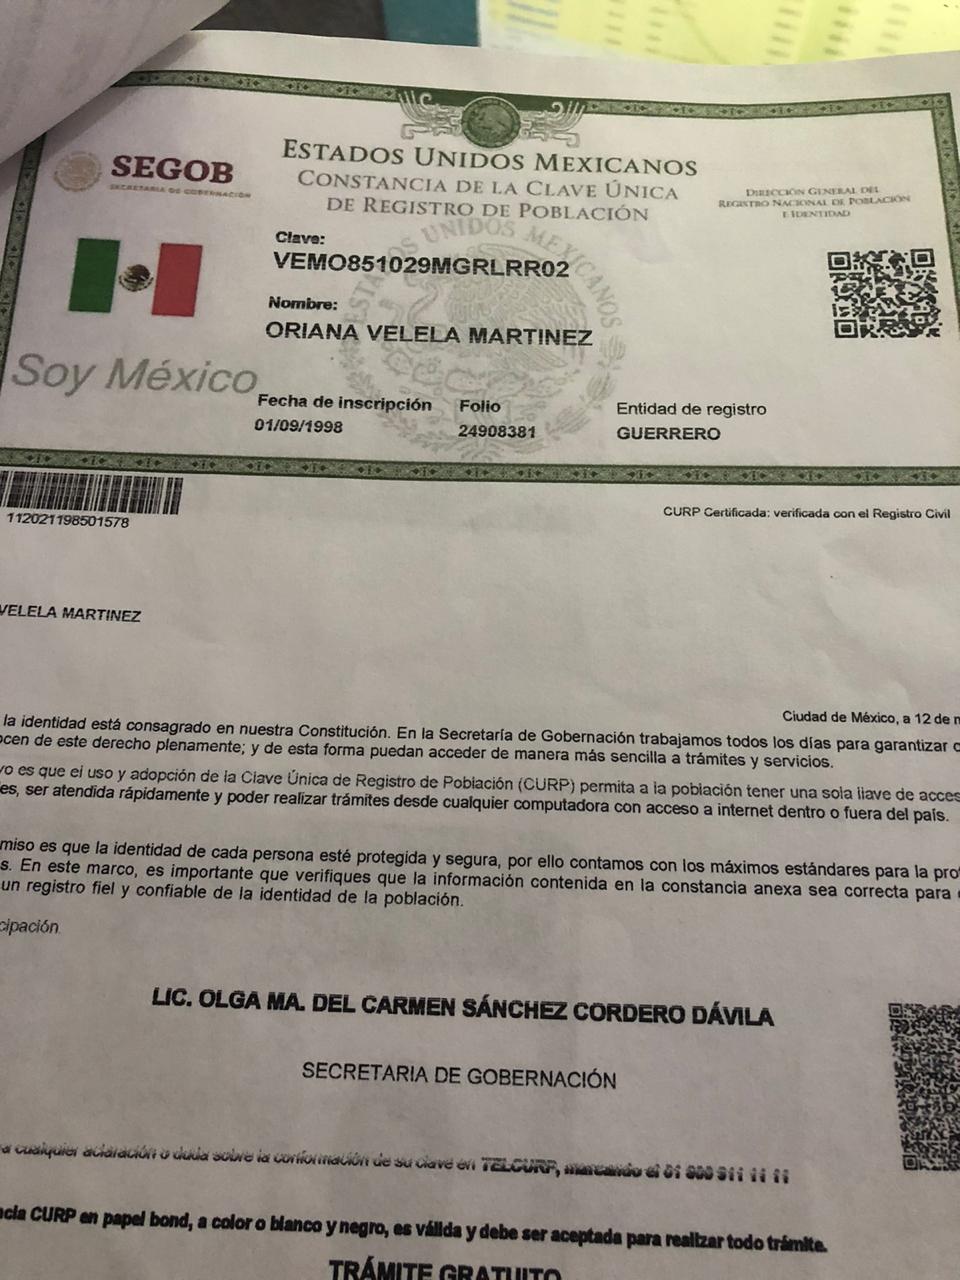 SEGOB
SECRETARÍA DE GOBERNACIÓN
ESTADOS UNIDOS MEXICANOS
CONSTANCIA DE LA CLAVE ÚNICA
DE REGISTRO DE POBLACIÓN
DIRECCIÓN GENERAL DEL
REGISTRO NACIONAL DE POBLACIÓN
E IDENTIDAD
ESTADOS UNIDOS MEXICANOS
Clave:
VEMO851029MGRLRR02
Nombre:
ORIANA VELELA MARTINEZ
Soy México
Fecha de inscripción
01/09/1998
Folio
24908381
Entidad de registro
GUERRERO
112021198501578
CURP Certificada: verificada con el Registro Civil
VELELA MARTINEZ
Ciudad de México, a 12 de
la identidad está consagrado en nuestra Constitución. En la Secretaría de Gobernación trabajamos todos los días para garantizar
ocen de este derecho plenamente; y de esta forma puedan acceder de manera más sencilla a trámites y servicios.
vo es que el uso y adopción de la Clave Única de Registro de Población (CURP) permita a la población tener una sola llave de acces
es, ser atendida rápidamente y poder realizar trámites desde cualquier computadora con acceso a internet dentro o fuera del país.
miso es que la identidad de cada persona esté protegida y segura, por ello contamos con los máximos estándares para la pro
s. En este marco, es importante que verifiques que la información contenida en la constancia anexa sea correcta para
un registro fiel y confiable de la identidad de la población.
cipación.
LIC. OLGA MA. DEL CARMEN SÁNCHEZ CORDERO DÁVILA
SECRETARIA DE GOBERNACIÓN
a cualquier aclaración o duda sobre la conformación de su clave en TELCURP, marcando el 01 800 911 11 11
ncia CURP en papel bond, a color o blanco y negro, es válida y debe ser aceptada para realizar todo trámite.
TRÁMITE GRATUITO